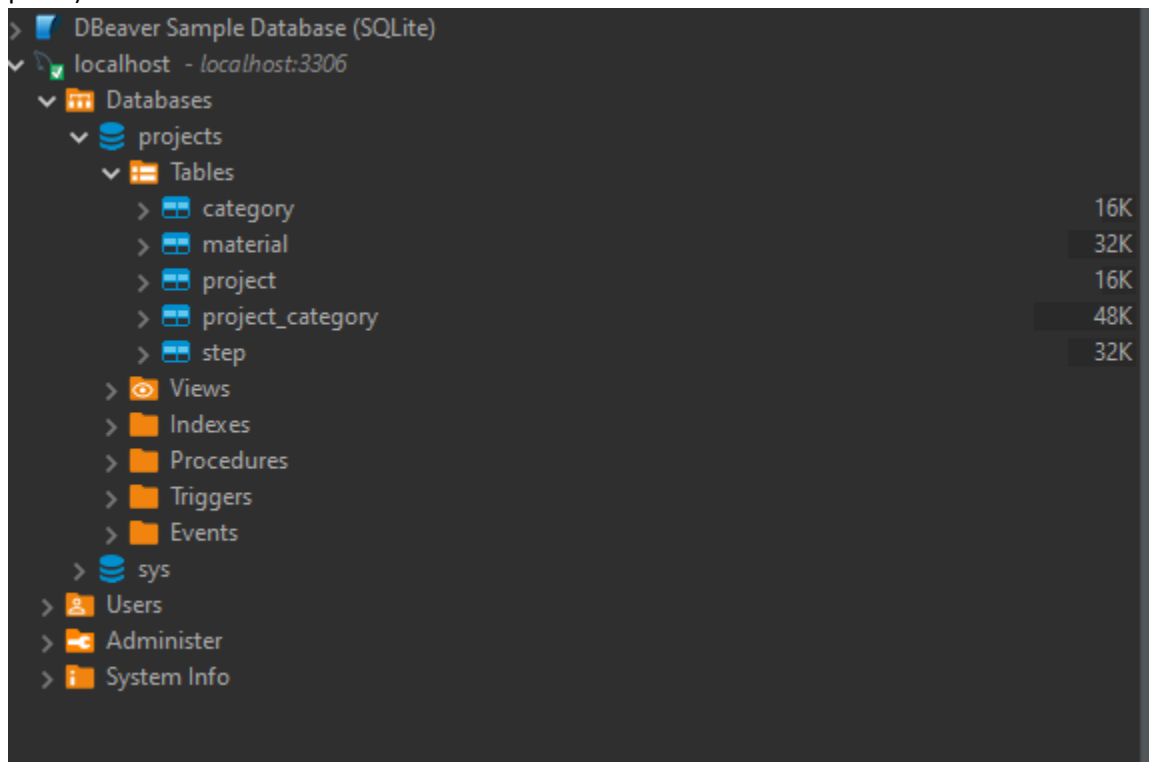 DBeaver Sample Database (SQLite)
localhost - localhost:3306
Databases
projects
Tables
category 16K
material 32K
project 16K
project_category 48K
step 32K
Views
Indexes
Procedures
Triggers
Events
sys
Users
Administer
System Info